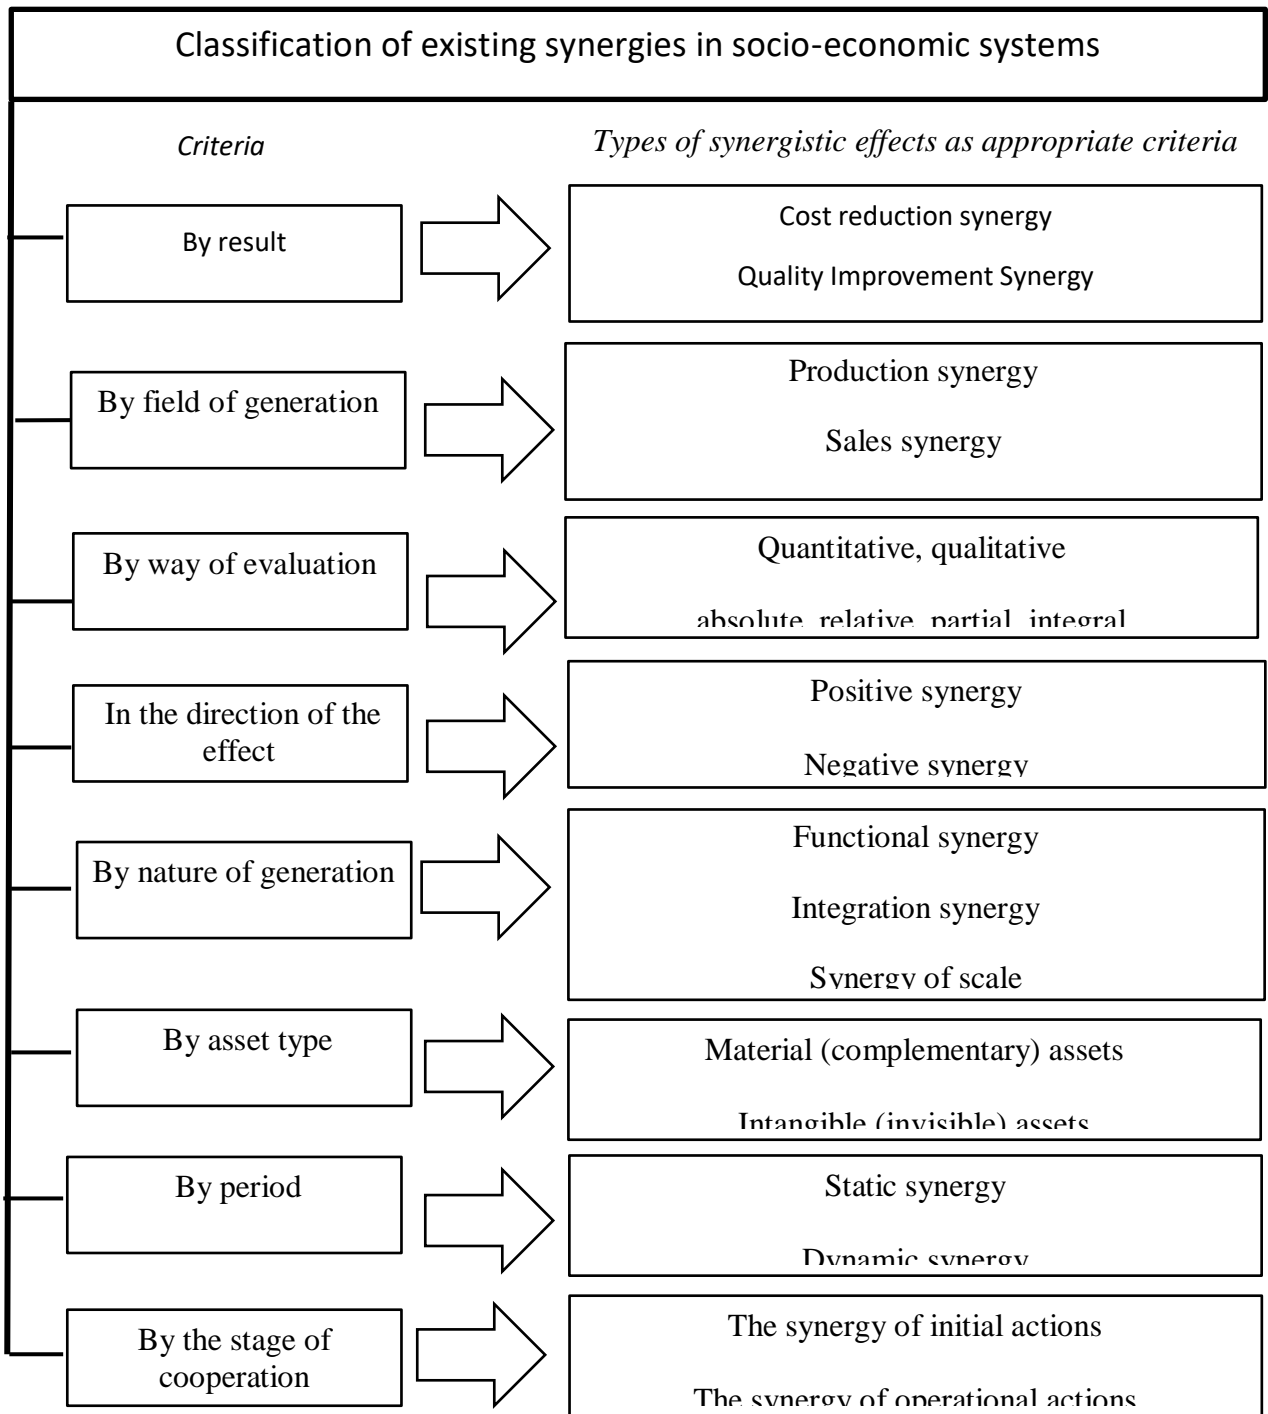 Classification of existing synergies in socio-economic systems
Criteria
Types of synergistic effects as appropriate criteria
By result
Cost reduction synergy
Quality Improvement Synergy
By field of generation
Production synergy
Sales synergy
By way of evaluation
Quantitative, qualitative
absolute, relative, partial, integral
In the direction of the
effect
Positive synergy
Negative synergy
By nature of generation
Functional synergy
Integration synergy
Synergy of scale
By asset type
Material (complementary) assets
Intangible (invisible) assets
By period
Static synergy
Dynamic synergy
By the stage of
cooperation
The synergy of initial actions
The synergy of operational actions